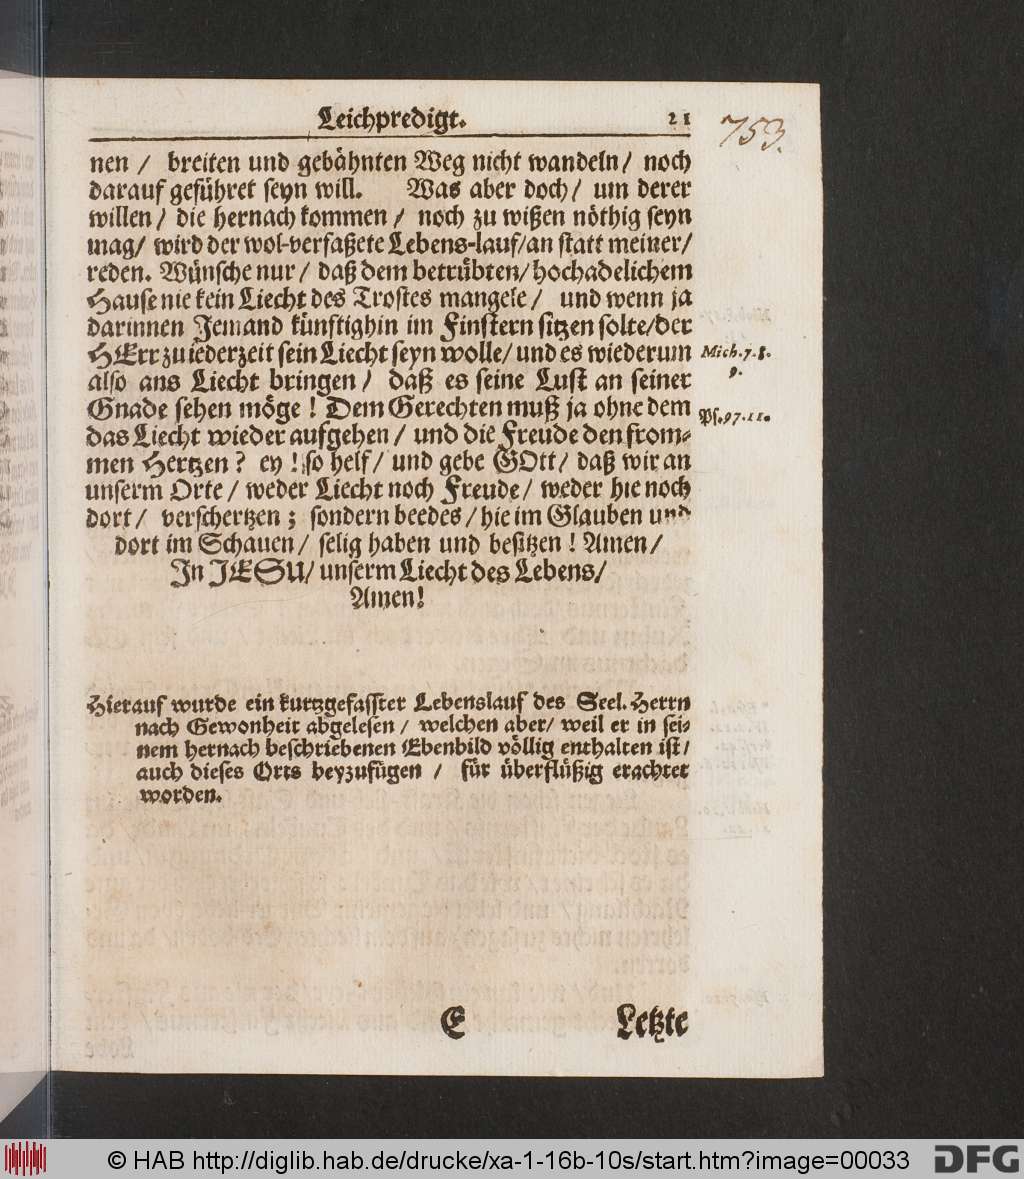 Leichpredigt. 21
753.
nen / breiten und gebähnten Weg nicht wandeln / noch
darauf geführet seyn will. Was aber doch / um derer
willen / die hernach kommen / noch zu wißen nöthig seyn
mag / wird der wol-verfaßete Lebens-lauf / an statt meiner /
reden. Wünsche nur / daß dem betrübten / hochadelichem
Hause nie kein Liecht des Trostes mangele / und wenn ja
darinnen Jemand künftighin im Finstern sitzen solte / der
HErr zu iederzeit sein Liecht seyn wolle / und es wiederum
Mich. 7. 8.
also ans Liecht bringen / daß es seine Lust an seiner
9.
Gnade sehen möge ! Dem Gerechten muß ja ohne dem
Ps. 97. 11.
das Liecht wieder aufgehen / und die Freude den from-
men Hertzen ? ey ! so helf / und gebe GOtt / daß wir an
unserm Orte / weder Liecht noch Freude / weder hie noch
dort / verschertzen ; sondern beedes / hie im Glauben und
dort im Schauen / selig haben und besitzen ! Amen /
In JESU / unserm Liecht des Lebens /
Amen !
Hierauf wurde ein kurtzgefasster Lebenslauf des Seel. Herrn
nach Gewonheit abgelesen / welchen aber / weil er in sei-
nem hernach beschriebenen Ebenbild völlig enthalten ist /
auch dieses Orts beyzufügen / für überflüßig erachtet
worden.
E Letzte
© HAB http://diglib.hab.de/drucke/xa-1-16b-10s/start.htm?image=00033
DFG